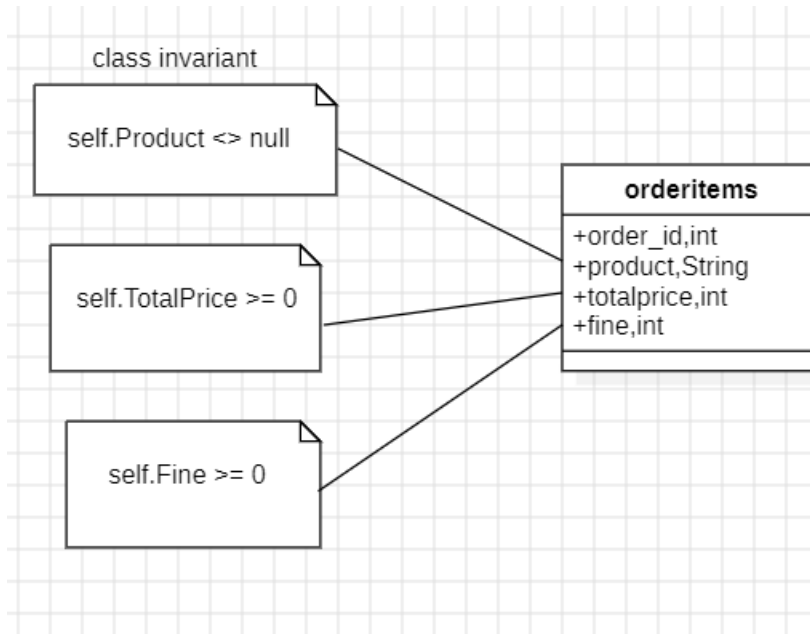 class invariant
self.Product <> null
self.TotalPrice >= 0
self.Fine >= 0
orderitems
+order_id,int
+product,String
+totalprice,int
+fine,int